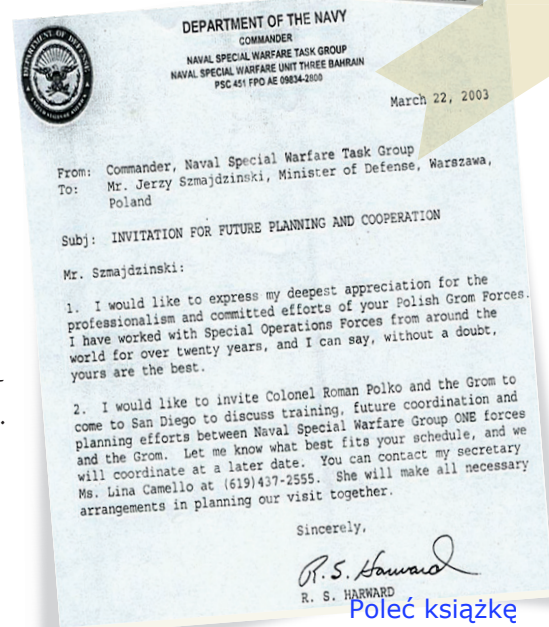 DEPARTMENT OF THE NAVY
COMMANDER
NAVAL SPECIAL WARFARE TASK GROUP
NAVAL SPECIAL WARFARE UNIT THREE BAHRAIN
PSC 451 FPO AE 09834-2800
March 22, 2003
From: Commander, Naval Special Warfare Task Group
To: Mr. Jerzy Szmajdzinski, Minister of Defense, Warszawa,
Poland
Subj: INVITATION FOR FUTURE PLANNING AND COOPERATION
Mr. Szmajdzinski:
1. I would like to express my deepest appreciation for the
professionalism and committed efforts of your Polish Grom Forces.
I have worked with Special Operations Forces from around the
world for over twenty years, and I can say, without a doubt,
yours are the best.
2. I would like to invite Colonel Roman Polko and the Grom to
come to San Diego to discuss training, future coordination and
planning efforts between Naval Special Warfare Group ONE forces
and the Grom. Let me know what best fits your schedule, and we
will coordinate at a later date. You can contact my secretary
Ms. Lina Camello at (619)437-2555. She will make all necessary
arrangements in planning our visit together.
Sincerely,
R. S. Harward
R. S. HARWARD
Poleć książkę